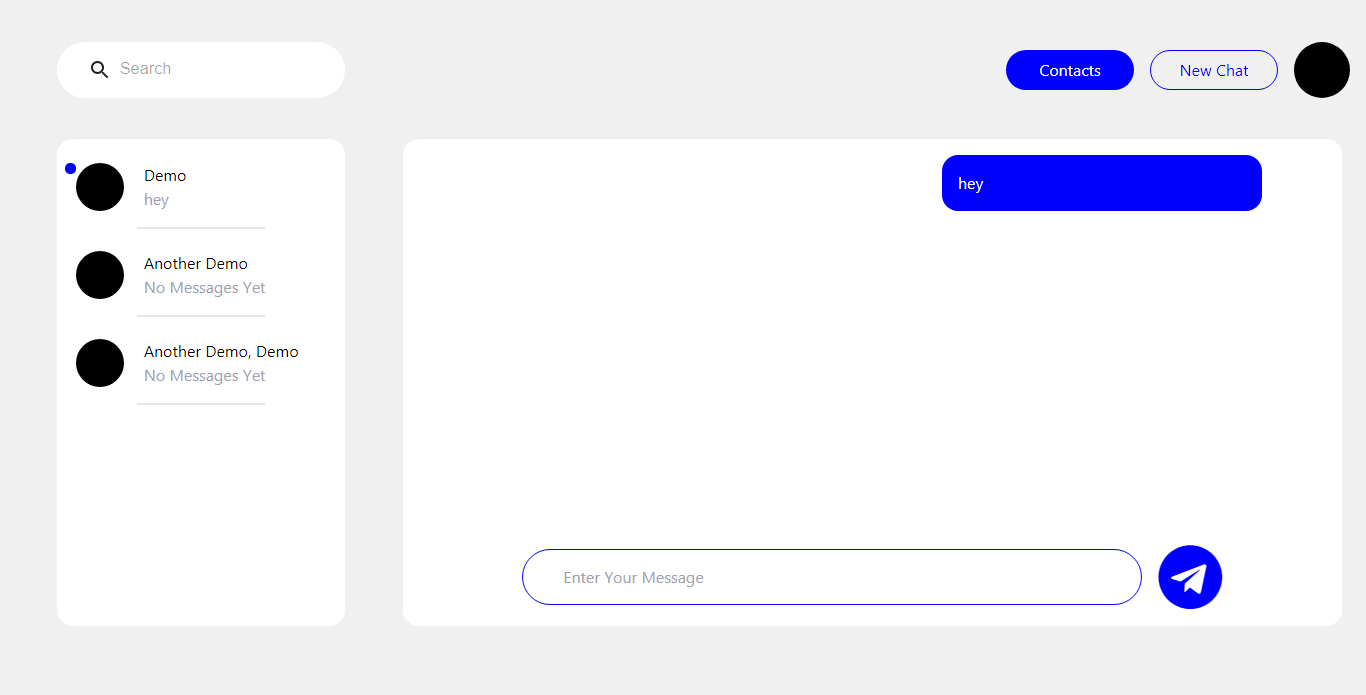 Search
Contacts
New Chat
Demo
hey
Another Demo
No Messages Yet
Another Demo, Demo
No Messages Yet
hey
Enter Your Message